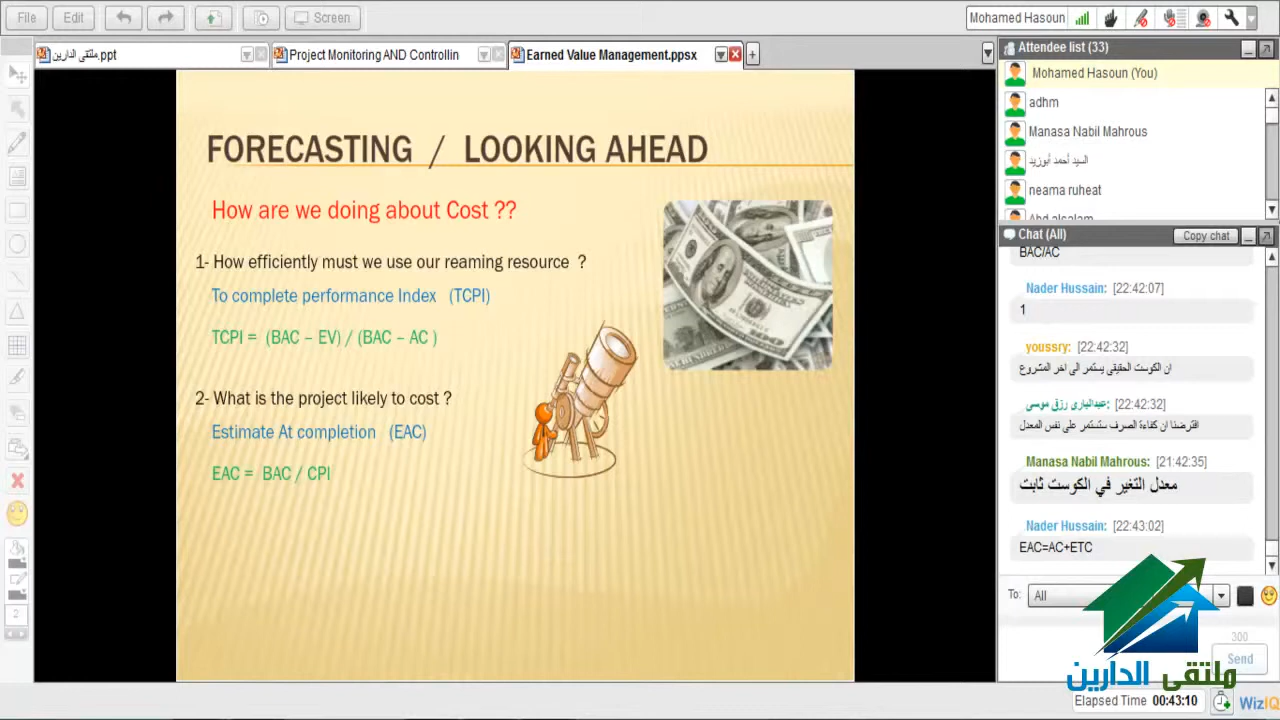 File
Edit
Screen
Mohamed Hasoun
ملتقى الدارين.ppt
Project Monitoring AND Controllin
Earned Value Management.ppsx
FORECASTING / LOOKING AHEAD
How are we doing about Cost ??
1- How efficiently must we use our reaming resource ?
To complete performance Index (TCPI)
TCPI = (BAC – EV) / (BAC – AC )
2- What is the project likely to cost ?
Estimate At completion (EAC)
EAC = BAC / CPI
2
Attendee list (33)
Mohamed Hasoun (You)
adhm
Manasa Nabil Mahrous
السيد أحمد أبوزيد
neama ruheat
Abd alsalam
Chat (All)
Copy chat
BAC/AC
Nader Hussain: [22:42:07]
1
youssry: [22:42:32]
ان الكوست الحقيقي يستمر الى اخر المشروع
عبدالبارى رزق موسى: [22:42:32]
افترضنا ان كفاءة الصرف ستستمر على نفس المعدل
Manasa Nabil Mahrous: [21:42:35]
معدل التغير في الكوست ثابت
Nader Hussain: [22:43:02]
EAC=AC+ETC
To: All
300
Send
ملتقى الدارين
Elapsed Time 00:43:10
WizIQ